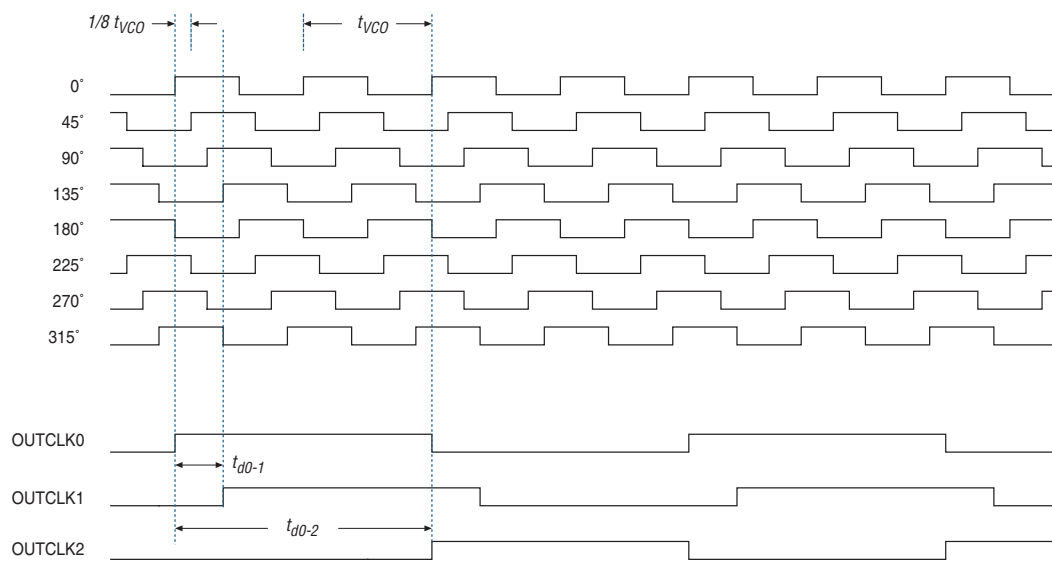 1/8 tVCO
tVCO
0°
45°
90°
135°
180°
225°
270°
315°
OUTCLK0
td0-1
OUTCLK1
td0-2
OUTCLK2